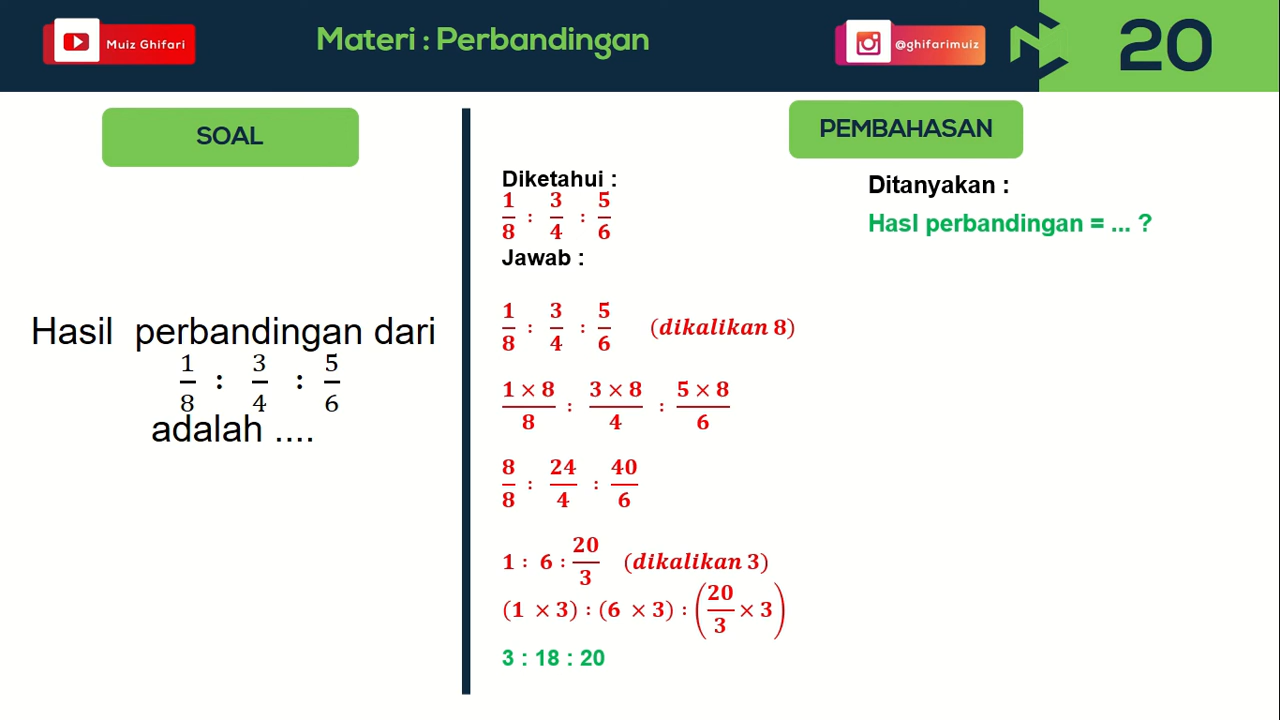 Muiz Ghifari
Materi : Perbandingan
@ghifarimuiz
20
SOAL
Hasil perbandingan dari
1/8 : 3/4 : 5/6
adalah ....
PEMBAHASAN
Diketahui :
1/8 : 3/4 : 5/6
Ditanyakan :
Hasl perbandingan = ... ?
Jawab :
1/8 : 3/4 : 5/6 (dikalikan 8)
1 × 8/8 : 3 × 8/4 : 5 × 8/6
8/8 : 24/4 : 40/6
1 : 6 : 20/3 (dikalikan 3)
(1 × 3) : (6 × 3) : (20/3 × 3)
3 : 18 : 20